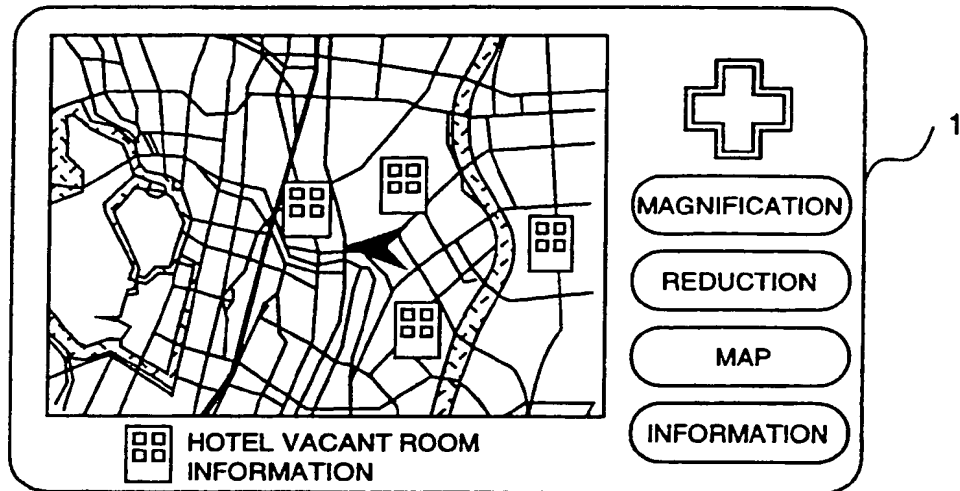 1
MAGNIFICATION
REDUCTION
MAP
INFORMATION
HOTEL VACANT ROOM
INFORMATION